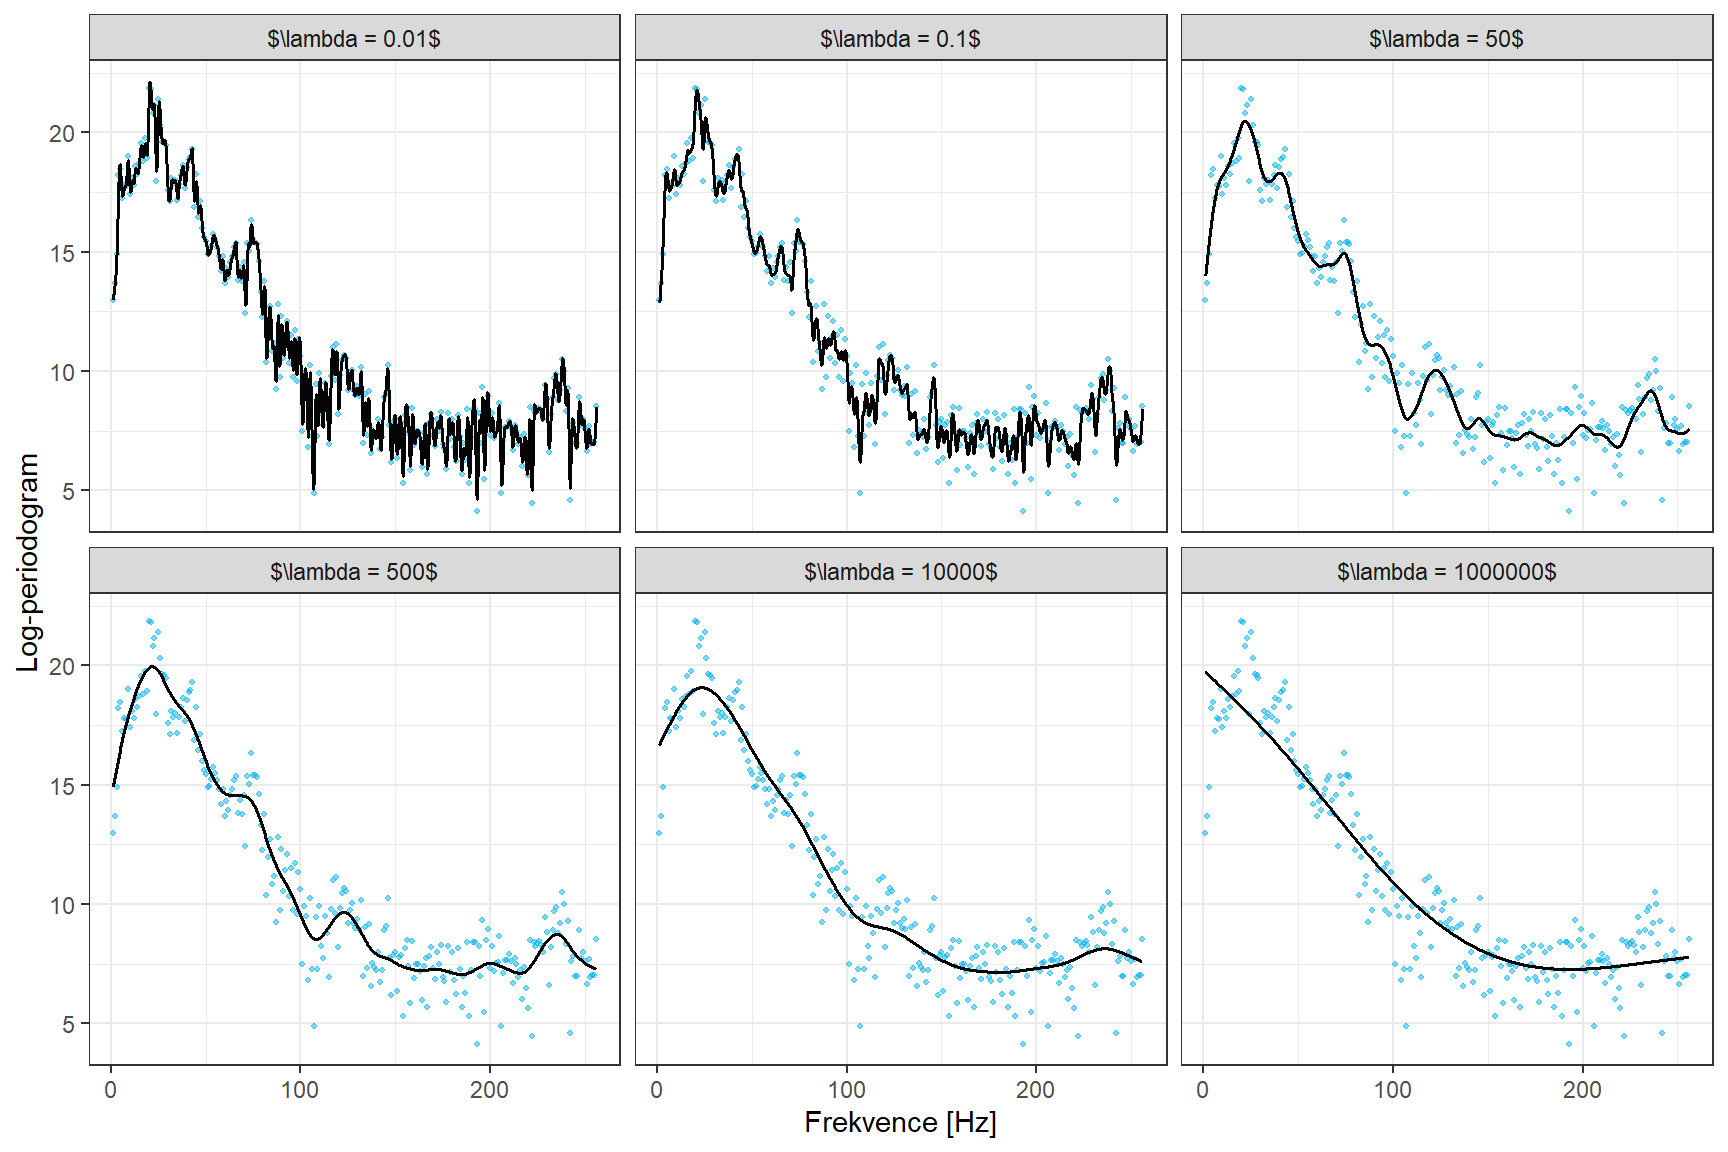 $\lambda = 0.01$
$\lambda = 0.1$
$\lambda = 50$
20
15
10
5
$\lambda = 500$
$\lambda = 10000$
$\lambda = 1000000$
20
15
10
5
0
100
200
0
100
200
0
100
200
Log-periodogram
Frekvence [Hz]